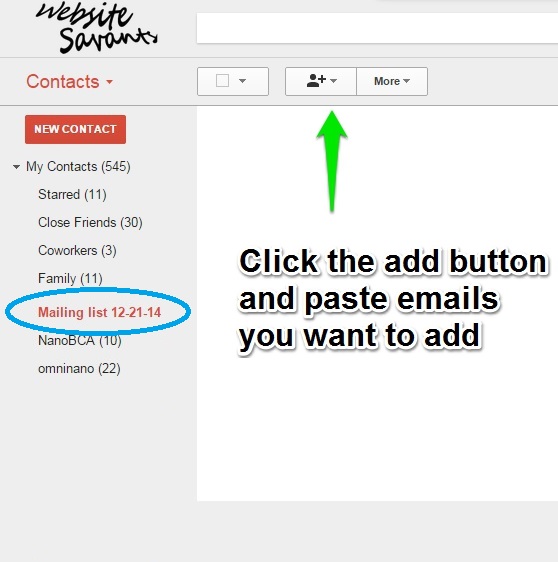 Website
Savants
Contacts
More
NEW CONTACT
My Contacts (545)
Starred (11)
Close Friends (30)
Coworkers (3)
Family (11)
Mailing list 12-21-14
NanoBCA (10)
omninano (22)
Click the add button
and paste emails
you want to add